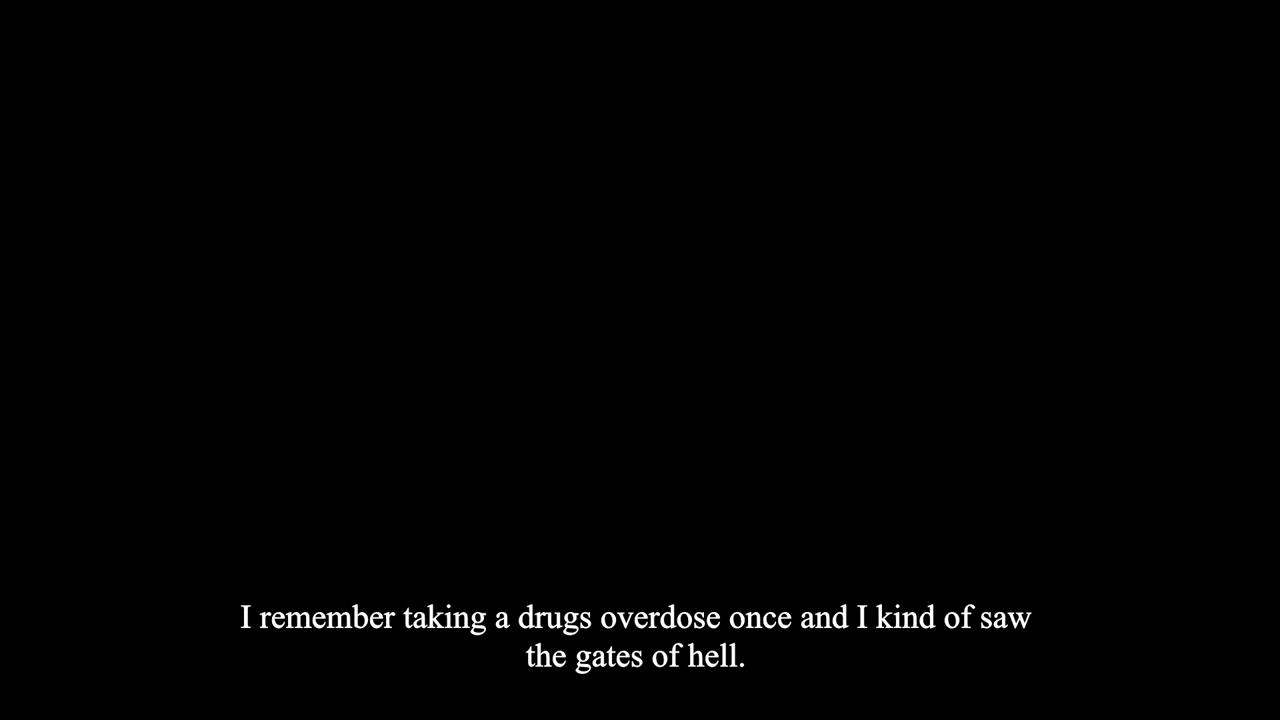 I remember taking a drugs overdose once and I kind of saw
the gates of hell.